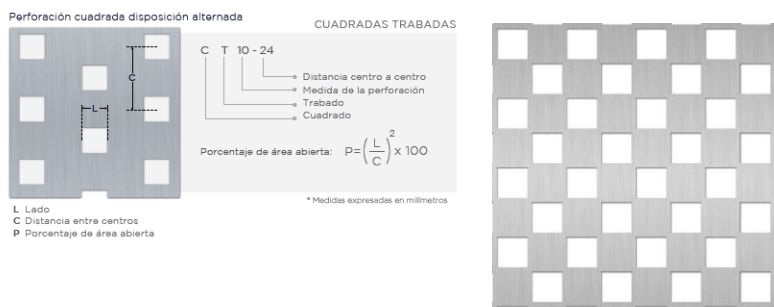 Perforación cuadrada disposición alternada
CUADRADAS TRABADAS
C T 10 - 24
Distancia centro a centro
Medida de la perforación
Trabado
Cuadrado
C
L
Porcentaje de área abierta: P=(L/C)² x 100
* Medidas expresadas en milímetros
L Lado
C Distancia entre centros
P Porcentaje de área abierta